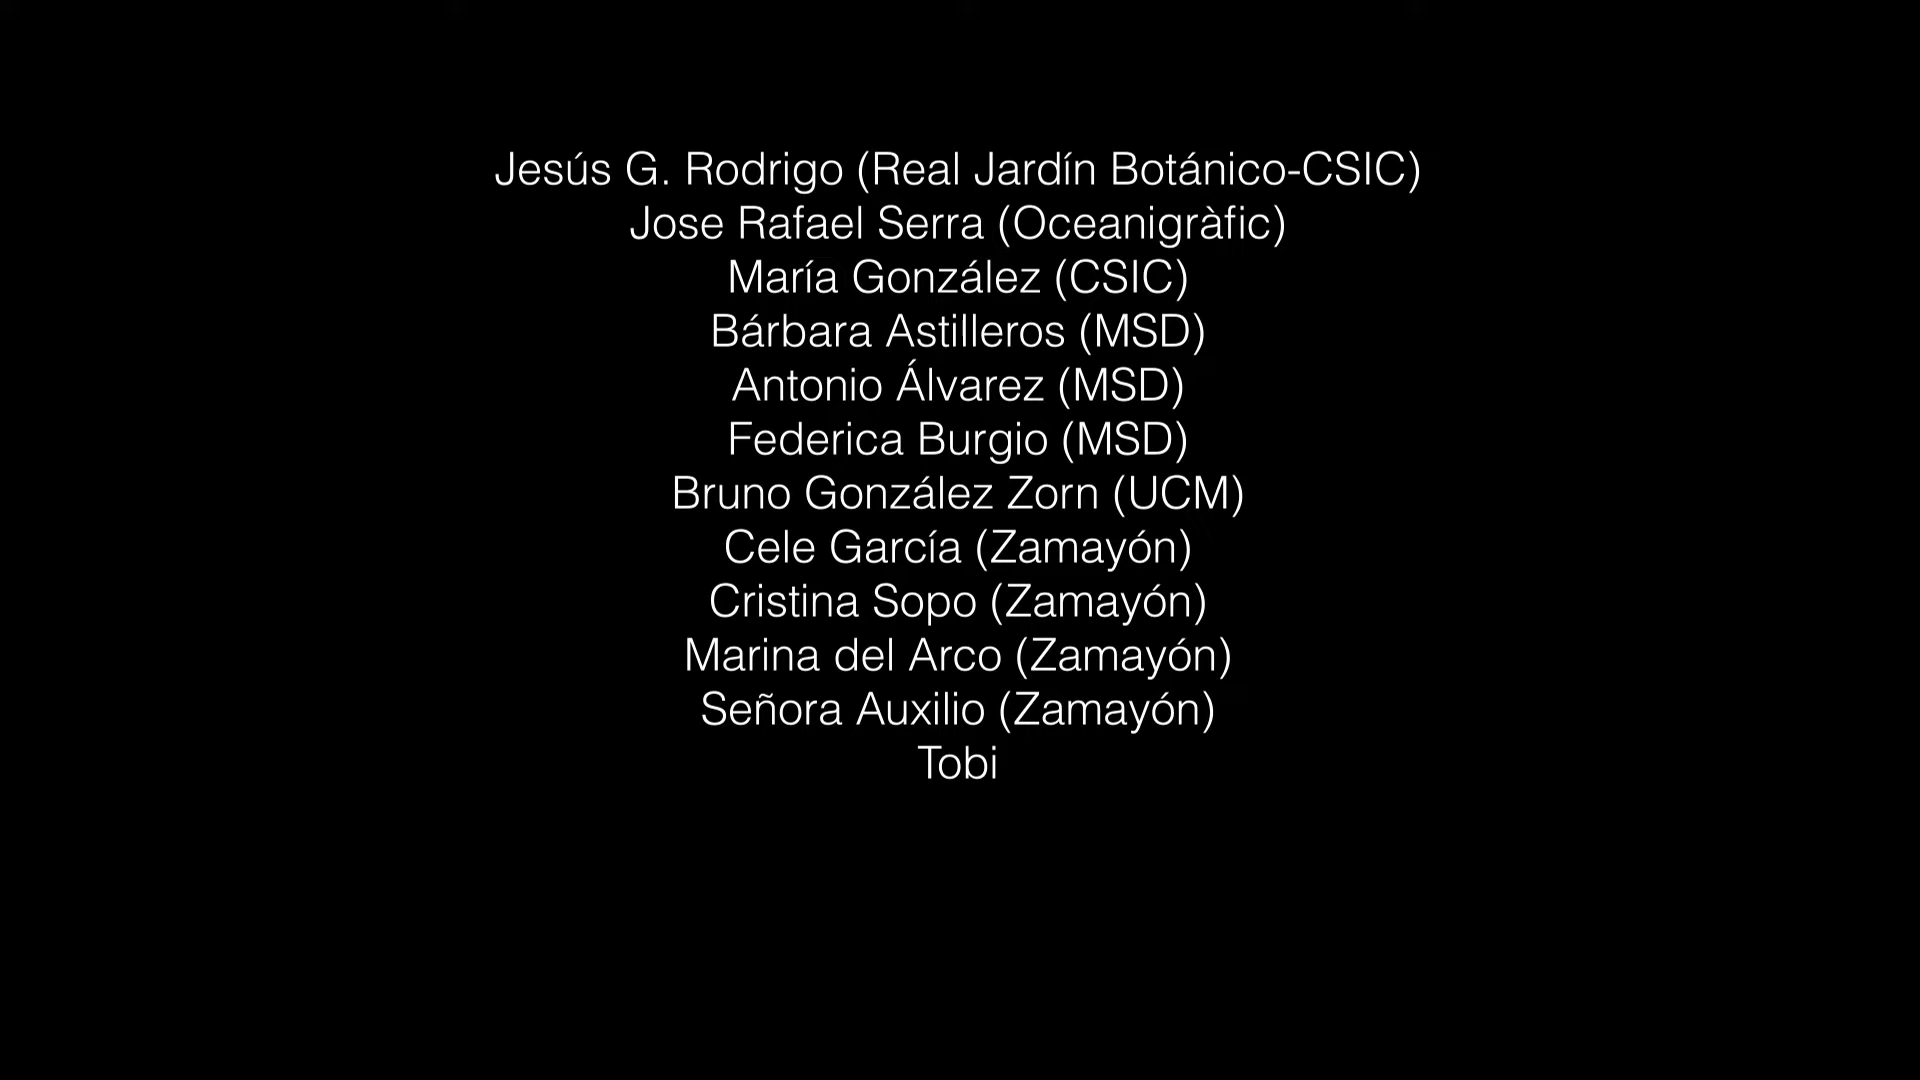 Jesús G. Rodrigo (Real Jardín Botánico-CSIC)
Jose Rafael Serra (Oceanigràfic)
María González (CSIC)
Bárbara Astilleros (MSD)
Antonio Álvarez (MSD)
Federica Burgio (MSD)
Bruno González Zorn (UCM)
Cele García (Zamayón)
Cristina Sopo (Zamayón)
Marina del Arco (Zamayón)
Señora Auxilio (Zamayón)
Tobi